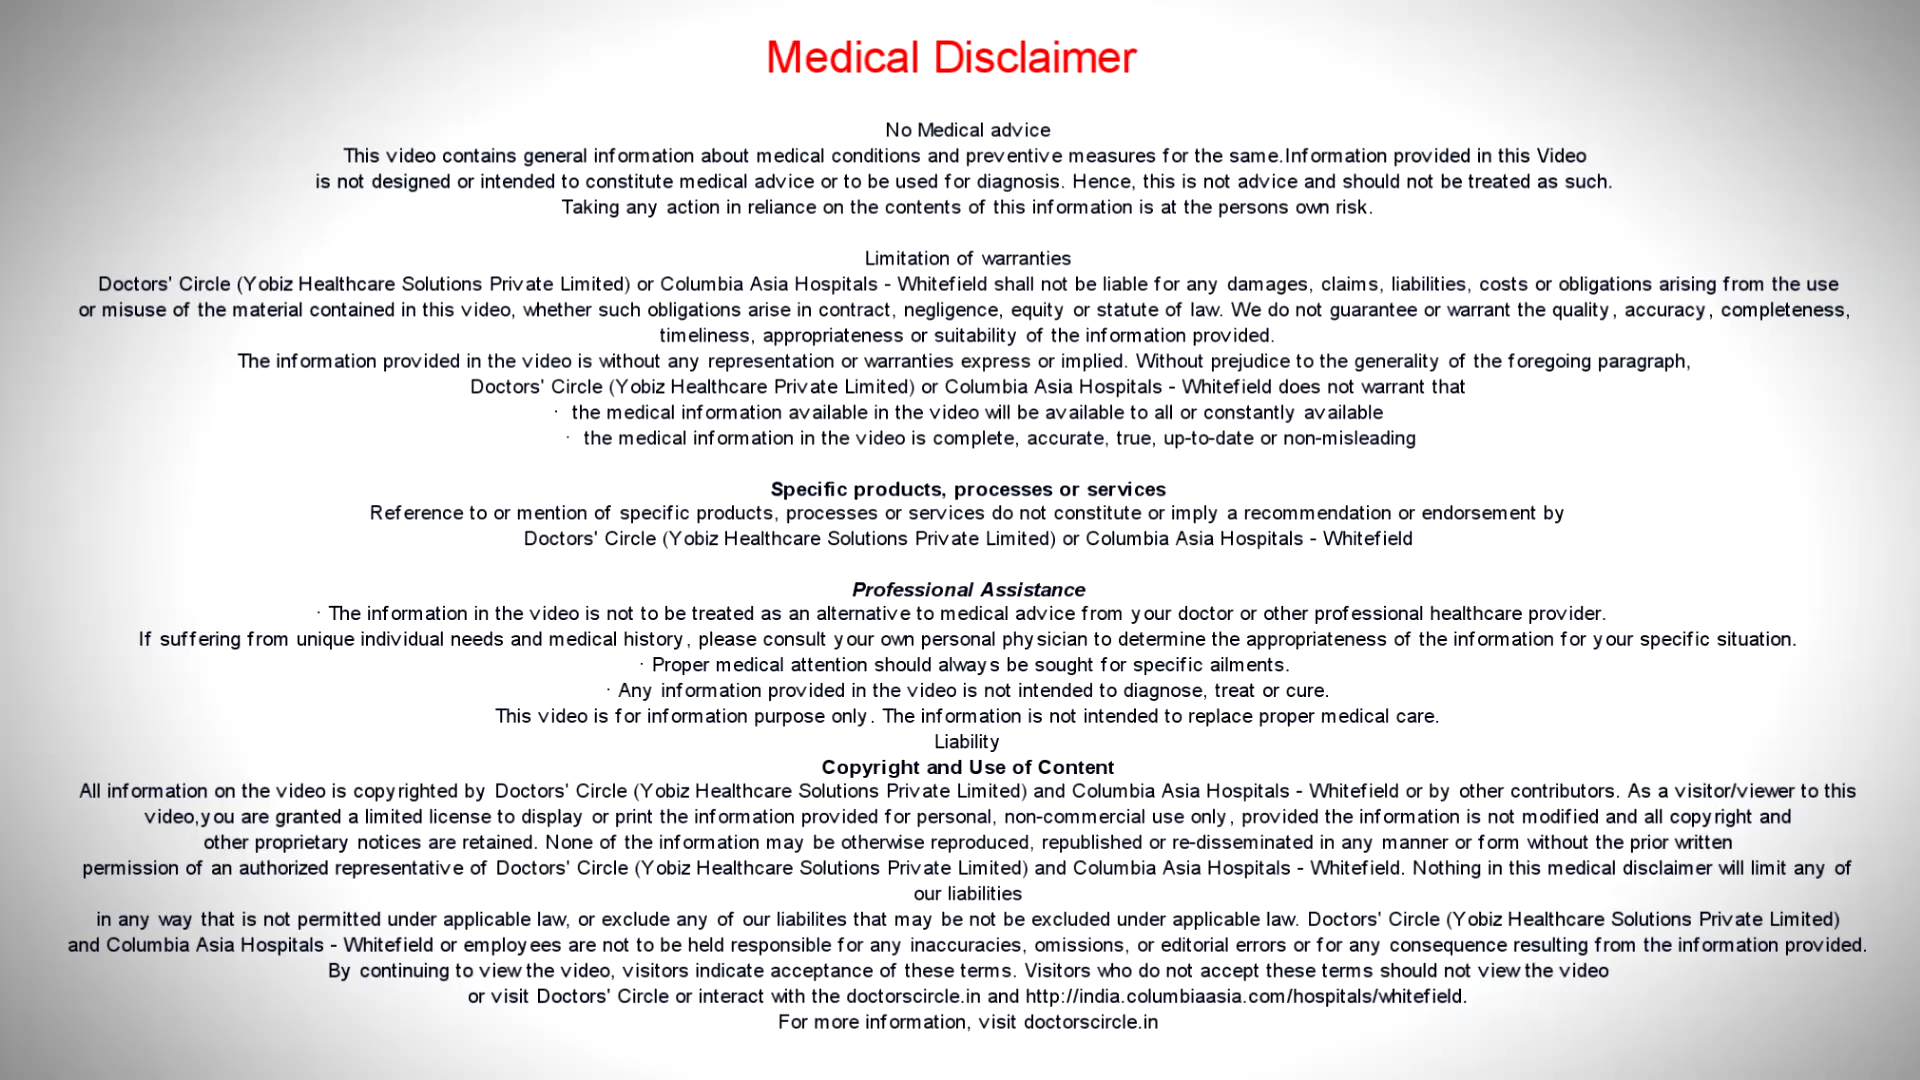 Medical Disclaimer
No Medical advice
This video contains general information about medical conditions and preventive measures for the same.Information provided in this Video
is not designed or intended to constitute medical advice or to be used for diagnosis. Hence, this is not advice and should not be treated as such.
Taking any action in reliance on the contents of this information is at the persons own risk.
Limitation of warranties
Doctors' Circle (Yobiz Healthcare Solutions Private Limited) or Columbia Asia Hospitals - Whitefield shall not be liable for any damages, claims, liabilities, costs or obligations arising from the use
or misuse of the material contained in this video, whether such obligations arise in contract, negligence, equity or statute of law. We do not guarantee or warrant the quality, accuracy, completeness,
timeliness, appropriateness or suitability of the information provided.
The information provided in the video is without any representation or warranties express or implied. Without prejudice to the generality of the foregoing paragraph,
Doctors' Circle (Yobiz Healthcare Private Limited) or Columbia Asia Hospitals - Whitefield does not warrant that
· the medical information available in the video will be available to all or constantly available
· the medical information in the video is complete, accurate, true, up-to-date or non-misleading
Specific products, processes or services
Reference to or mention of specific products, processes or services do not constitute or imply a recommendation or endorsement by
Doctors' Circle (Yobiz Healthcare Solutions Private Limited) or Columbia Asia Hospitals - Whitefield
Professional Assistance
· The information in the video is not to be treated as an alternative to medical advice from your doctor or other professional healthcare provider.
If suffering from unique individual needs and medical history, please consult your own personal physician to determine the appropriateness of the information for your specific situation.
· Proper medical attention should always be sought for specific ailments.
· Any information provided in the video is not intended to diagnose, treat or cure.
This video is for information purpose only. The information is not intended to replace proper medical care.
Liability
Copyright and Use of Content
All information on the video is copyrighted by Doctors' Circle (Yobiz Healthcare Solutions Private Limited) and Columbia Asia Hospitals - Whitefield or by other contributors. As a visitor/viewer to this
video,you are granted a limited license to display or print the information provided for personal, non-commercial use only, provided the information is not modified and all copyright and
other proprietary notices are retained. None of the information may be otherwise reproduced, republished or re-disseminated in any manner or form without the prior written
permission of an authorized representative of Doctors' Circle (Yobiz Healthcare Solutions Private Limited) and Columbia Asia Hospitals - Whitefield. Nothing in this medical disclaimer will limit any of
our liabilities
in any way that is not permitted under applicable law, or exclude any of our liabilites that may be not be excluded under applicable law. Doctors' Circle (Yobiz Healthcare Solutions Private Limited)
and Columbia Asia Hospitals - Whitefield or employees are not to be held responsible for any inaccuracies, omissions, or editorial errors or for any consequence resulting from the information provided.
By continuing to view the video, visitors indicate acceptance of these terms. Visitors who do not accept these terms should not view the video
or visit Doctors' Circle or interact with the doctorscircle.in and http://india.columbiaasia.com/hospitals/whitefield.
For more information, visit doctorscircle.in